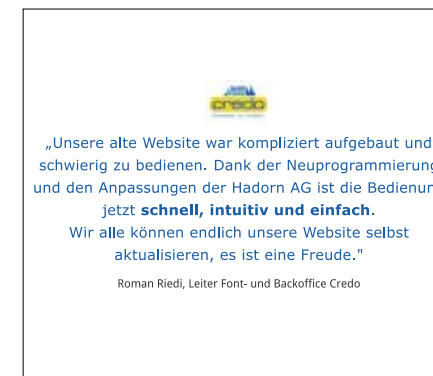 credo
„Unsere alte Website war kompliziert aufgebaut und
schwierig zu bedienen. Dank der Neuprogrammierung
und den Anpassungen der Hadorn AG ist die Bedienun
jetzt schnell, intuitiv und einfach.
Wir alle können endlich unsere Website selbst
aktualisieren, es ist eine Freude."
Roman Riedi, Leiter Font- und Backoffice Credo